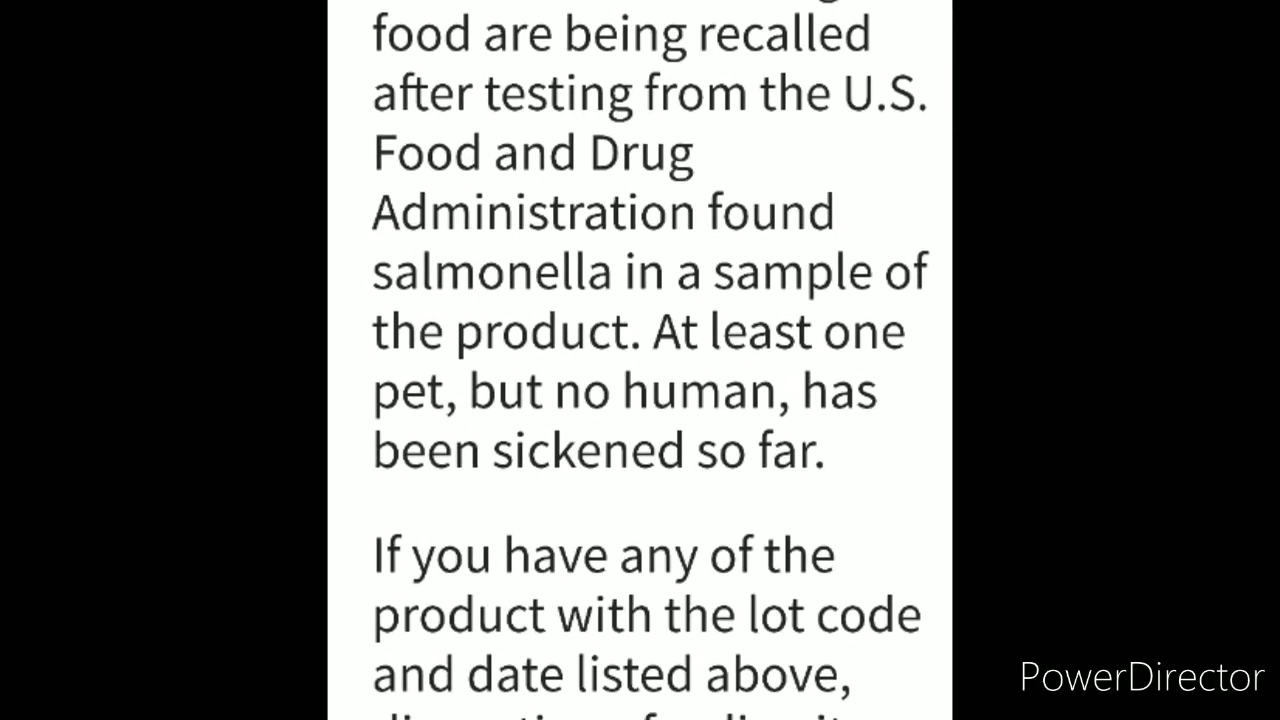 food are being recalled
after testing from the U.S.
Food and Drug
Administration found
salmonella in a sample of
the product. At least one
pet, but no human, has
been sickened so far.
If you have any of the
product with the lot code
and date listed above,
PowerDirector